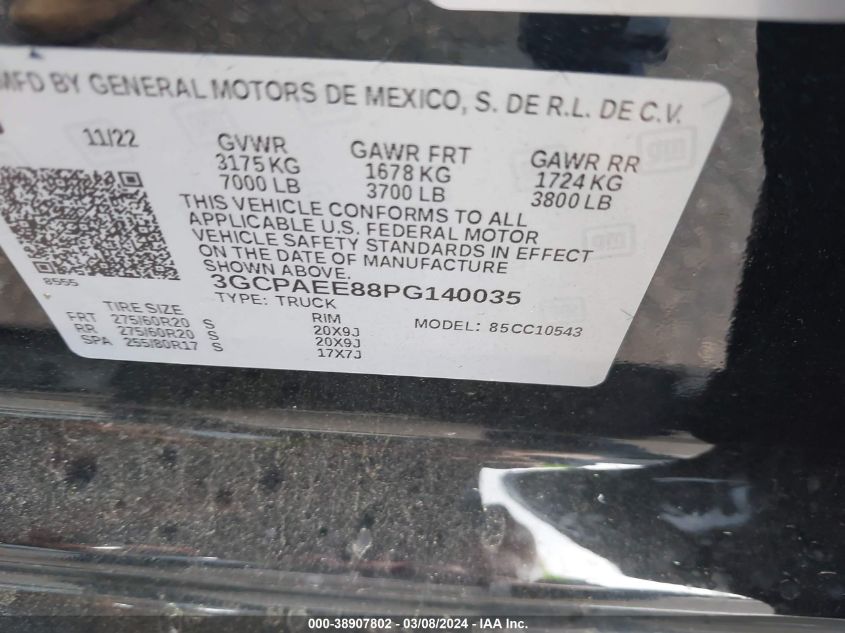 MFD BY GENERAL MOTORS DE MEXICO, S. DE R.L. DE C.V.
11/22
GVWR
3175 KG
7000 LB
GAWR FRT
1678 KG
3700 LB
GAWR RR
1724 KG
3800 LB
THIS VEHICLE CONFORMS TO ALL
APPLICABLE U.S. FEDERAL MOTOR
VEHICLE SAFETY STANDARDS IN EFFECT
ON THE DATE OF MANUFACTURE
SHOWN ABOVE.
8555
3GCPAEE88PG140035
TYPE: TRUCK
MODEL: 85CC10543
TIRE SIZE RIM
FRT 275/60R20 S 20X9J
RR 275/60R20 S 20X9J
SPA 255/80R17 S 17X7J
000-38907802 - 03/08/2024 - IAA Inc.